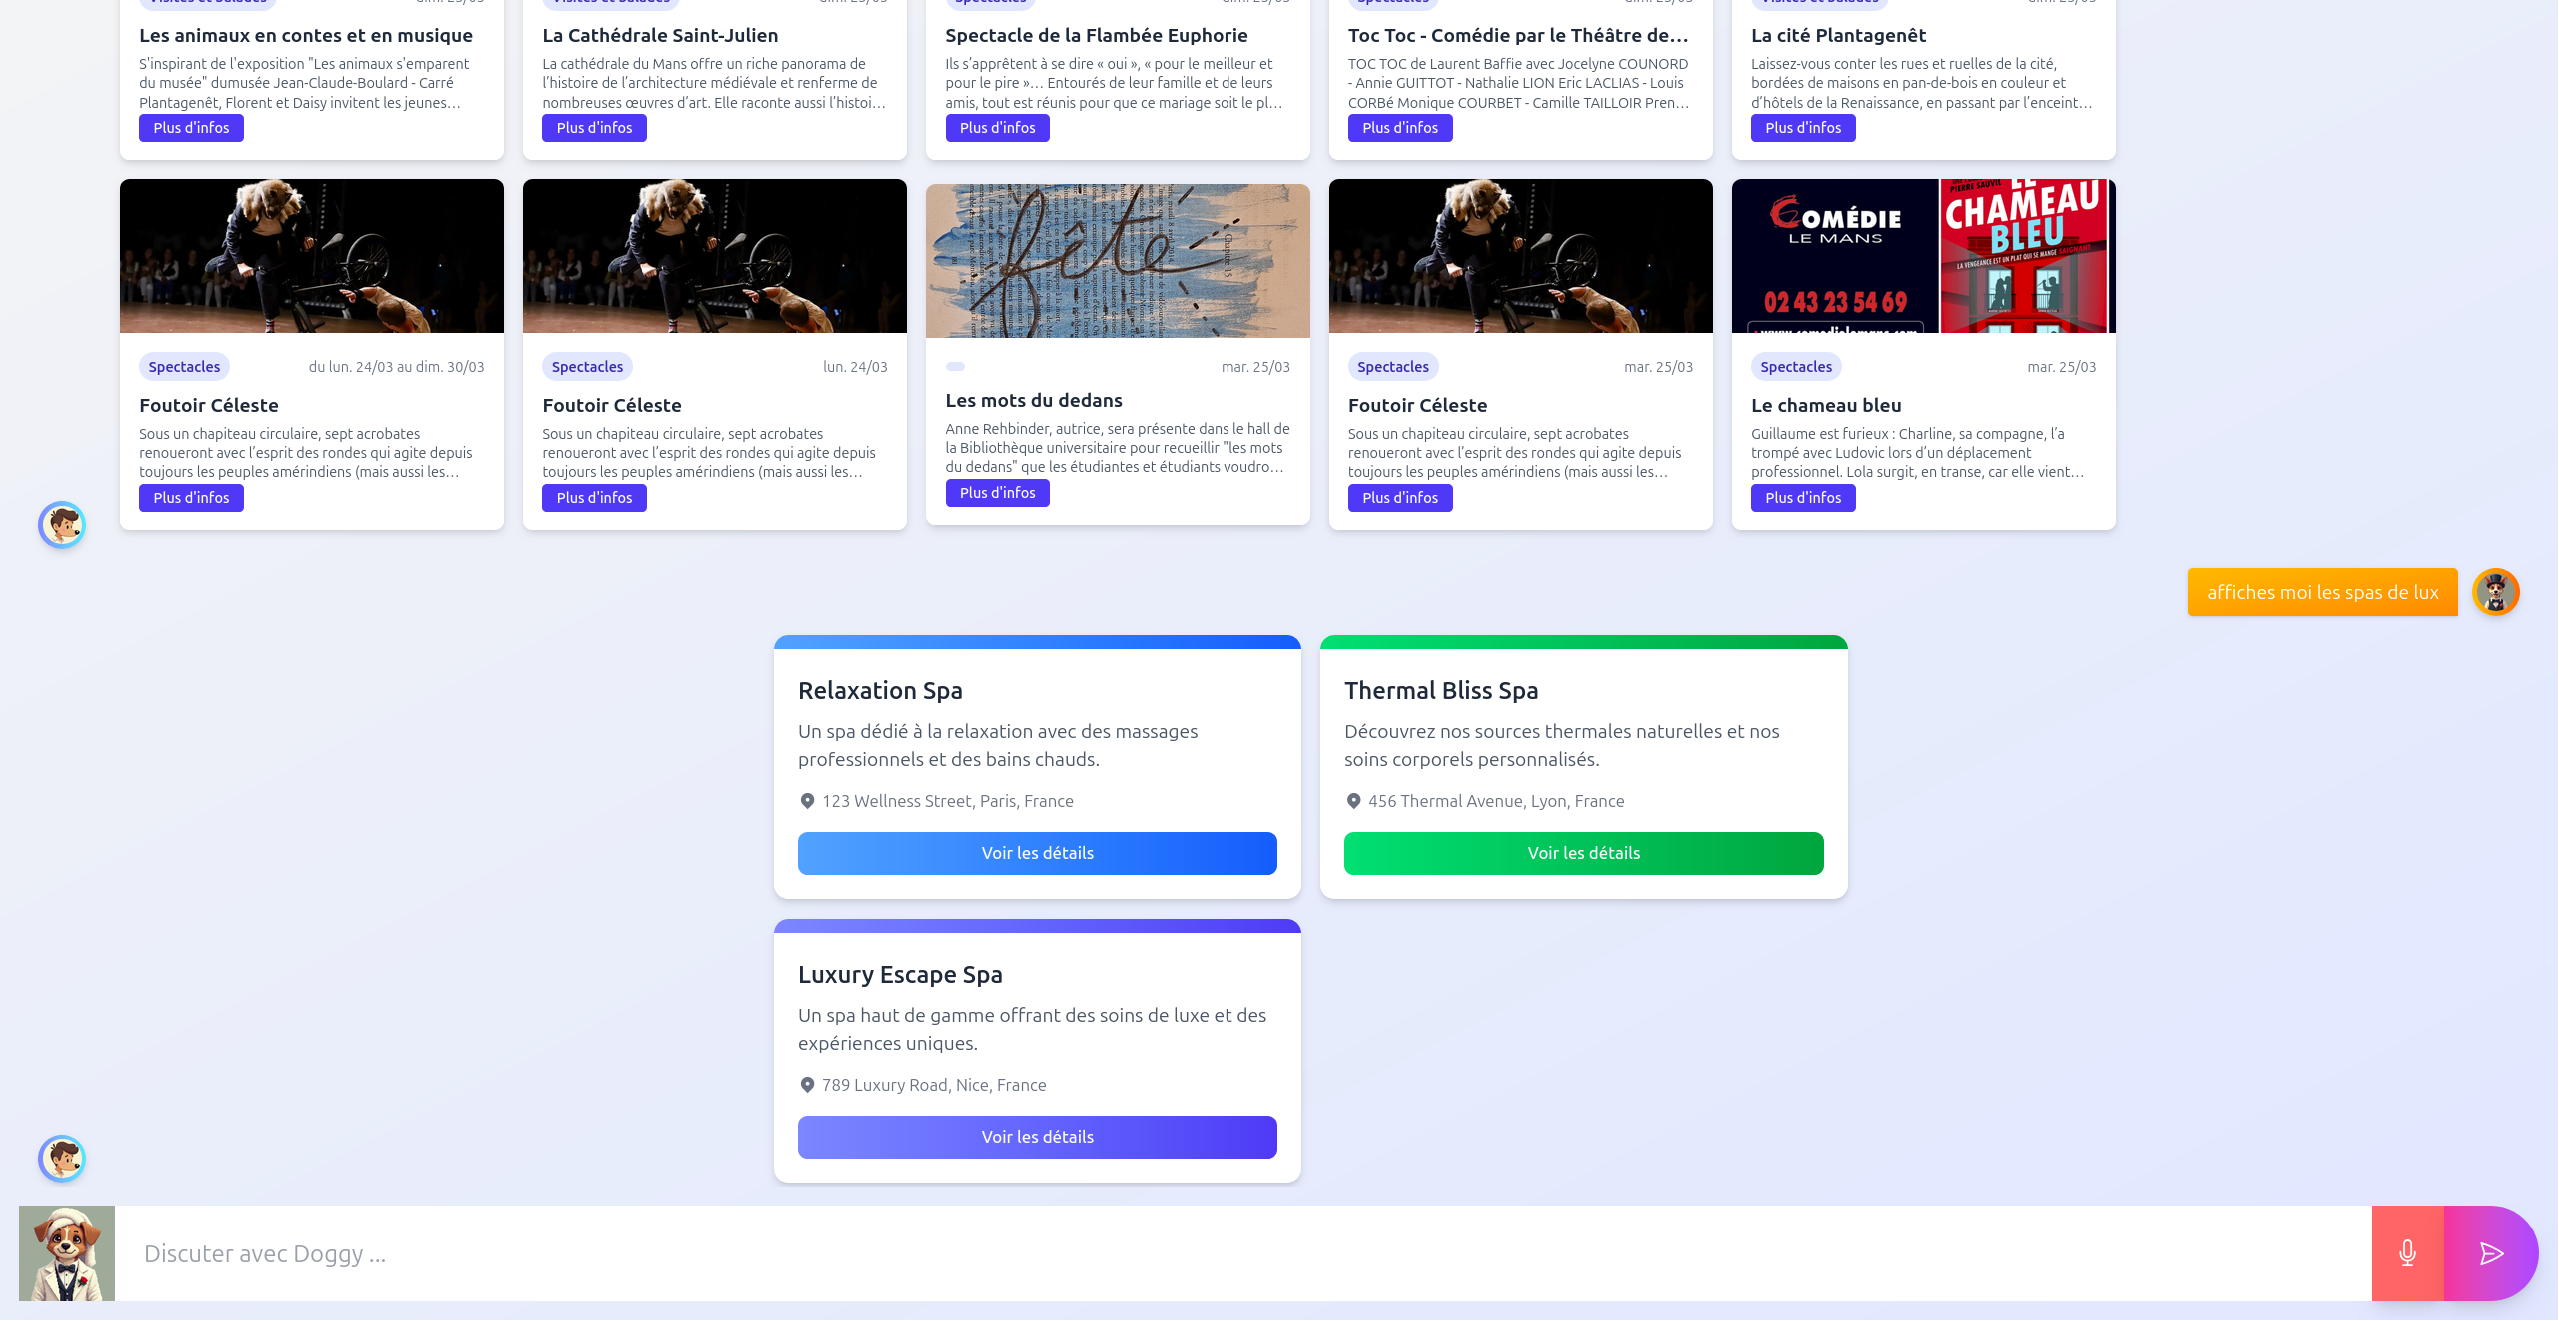 Les animaux en contes et en musique
S'inspirant de l'exposition "Les animaux s'emparent
du musée" dumusée Jean-Claude-Boulard - Carré
Plantagenêt, Florent et Daisy invitent les jeunes…
Plus d'infos
La Cathédrale Saint-Julien
La cathédrale du Mans offre un riche panorama de
l’histoire de l’architecture médiévale et renferme de
nombreuses œuvres d’art. Elle raconte aussi l’histoi…
Plus d'infos
Spectacle de la Flambée Euphorie
Ils s’apprêtent à se dire « oui », « pour le meilleur et
pour le pire »… Entourés de leur famille et de leurs
amis, tout est réunis pour que ce mariage soit le pl…
Plus d'infos
Toc Toc - Comédie par le Théâtre de…
TOC TOC de Laurent Baffie avec Jocelyne COUNORD
- Annie GUITTOT - Nathalie LION Eric LACLIAS - Louis
CORBé Monique COURBET - Camille TAILLOIR Pren…
Plus d'infos
La cité Plantagenêt
Laissez-vous conter les rues et ruelles de la cité,
bordées de maisons en pan-de-bois en couleur et
d’hôtels de la Renaissance, en passant par l’enceint…
Plus d'infos
Spectacles
du lun. 24/03 au dim. 30/03
Foutoir Céleste
Sous un chapiteau circulaire, sept acrobates
renoueront avec l’esprit des rondes qui agite depuis
toujours les peuples amérindiens (mais aussi les…
Plus d'infos
Spectacles
lun. 24/03
Foutoir Céleste
Sous un chapiteau circulaire, sept acrobates
renoueront avec l’esprit des rondes qui agite depuis
toujours les peuples amérindiens (mais aussi les…
Plus d'infos
fête
Chapitre 15
mar. 25/03
Les mots du dedans
Anne Rehbinder, autrice, sera présente dans le hall de
la Bibliothèque universitaire pour recueillir "les mots
du dedans" que les étudiantes et étudiants voudro…
Plus d'infos
Spectacles
mar. 25/03
Foutoir Céleste
Sous un chapiteau circulaire, sept acrobates
renoueront avec l’esprit des rondes qui agite depuis
toujours les peuples amérindiens (mais aussi les…
Plus d'infos
COMÉDIE
LE MANS
02 43 23 54 69
PIERRE SAUVIL
LE
CHAMEAU
BLEU
LA VENGEANCE EST UN PLAT QUI SE MANGE SAIGNANT
Spectacles
mar. 25/03
Le chameau bleu
Guillaume est furieux : Charline, sa compagne, l’a
trompé avec Ludovic lors d’un déplacement
professionnel. Lola surgit, en transe, car elle vient…
Plus d'infos
affiches moi les spas de lux
Relaxation Spa
Un spa dédié à la relaxation avec des massages
professionnels et des bains chauds.
123 Wellness Street, Paris, France
Voir les détails
Thermal Bliss Spa
Découvrez nos sources thermales naturelles et nos
soins corporels personnalisés.
456 Thermal Avenue, Lyon, France
Voir les détails
Luxury Escape Spa
Un spa haut de gamme offrant des soins de luxe et des
expériences uniques.
789 Luxury Road, Nice, France
Voir les détails
Discuter avec Doggy ...